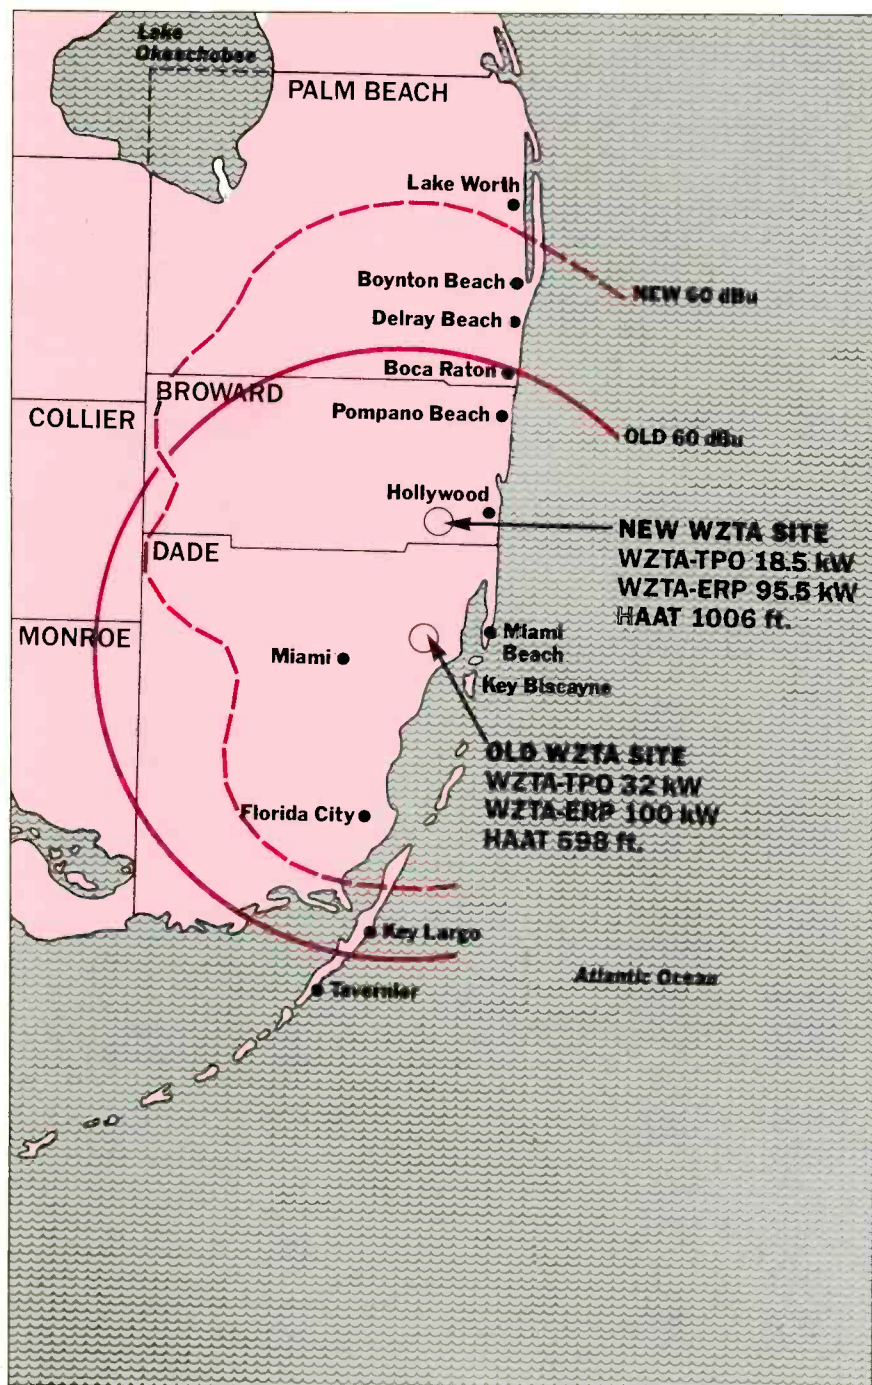 Lake
Okeechobee
PALM BEACH
Lake Worth
NEW 60 dBu
Boynton Beach
Delray Beach
Boca Raton
BROWARD
COLLIER
Pompano Beach
OLD 60 dBu
Hollywood
NEW WZTA SITE
WZTA-TPO 18.5 kW
WZTA-ERP 95.5 kW
HAAT 1006 ft.
DADE
MONROE
Miami
Miami
Beach
Key Biscayne
OLD WZTA SITE
WZTA-TPO 32 kW
WZTA-ERP 100 kW
HAAT 598 ft.
Florida City
Key Largo
Atlantic Ocean
Tavernier